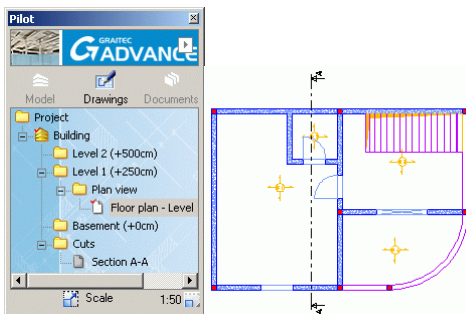 Pilot
GRAITEC
ADVANCE
Model Drawings Documents
Project
Building
Level 2 (+500cm)
Level 1 (+250cm)
Plan view
Floor plan - Level
Basement (+0cm)
Cuts
Section A-A
Scale 1:50
A
A